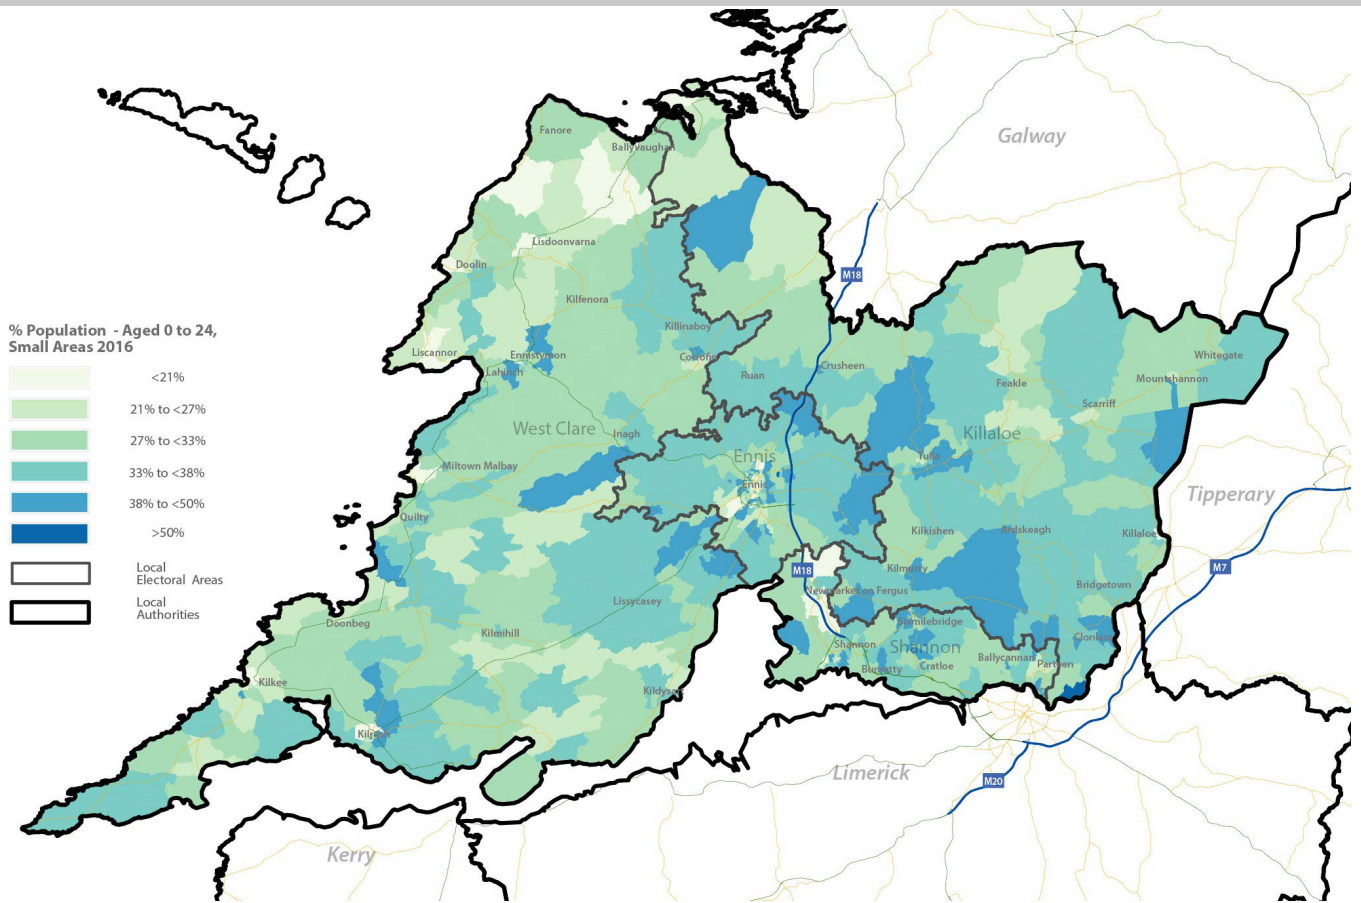 % Population - Aged 0 to 24,
Small Areas 2016
<21%
21% to <27%
27% to <33%
33% to <38%
38% to <50%
>50%
Local
Electoral Areas
Local
Authorities
Galway
Fanore
Ballyvaughan
Lisdoonvarna
Doolin
M18
Kilfenora
Killinaboy
Liscannor
Ennistymon
Corrofin
Lahinch
Ruan
Crusheen
Whitegate
Mountshannon
Feakle
Scarriff
West Clare
Inagh
Killaloe
Ennis
Tulla
Miltown Malbay
Ennis
Tipperary
Quilty
Kilkishen
Ardskeagh
Killaloe
M18
Kilmurry
M7
Bridgetown
Newmarket on Fergus
Lissycasey
Doonbeg
Sixmilebridge
Kilmihill
Clonlara
Shannon
Shannon
Ballycannan
Parteen
Bunratty
Cratloe
Kilkee
Kildysart
Kilrush
Limerick
M20
Kerry